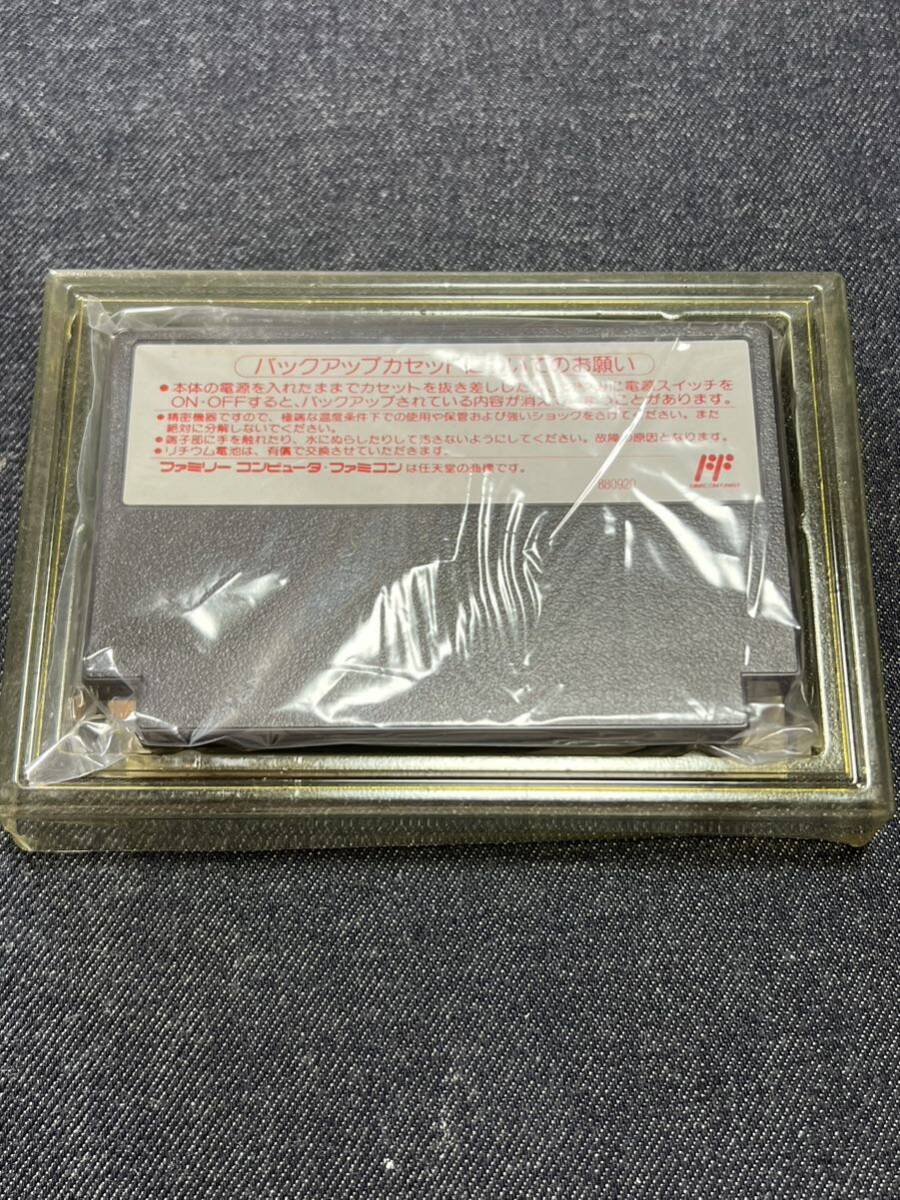 バックアップカセットについてのお願い
●本体の電源を入れたままでカセットを抜き差ししたり、 電源スイッチを
ON・OFFすると、バックアップされている内容が消えてしまうことがあります。
●精密機器ですので、極端な温度条件下での使用や保管および強いショックをさけてください。また
絶対に分解しないでください。
●端子部に手を触れたり、水にぬらしたりして汚さないようにしてください。故障の原因となります。
●リチウム電池は、有償で交換させていただきます。
ファミリー コンピュータ・ファミコンは任天堂の商標です。
880920
FAMICOM FAMILY